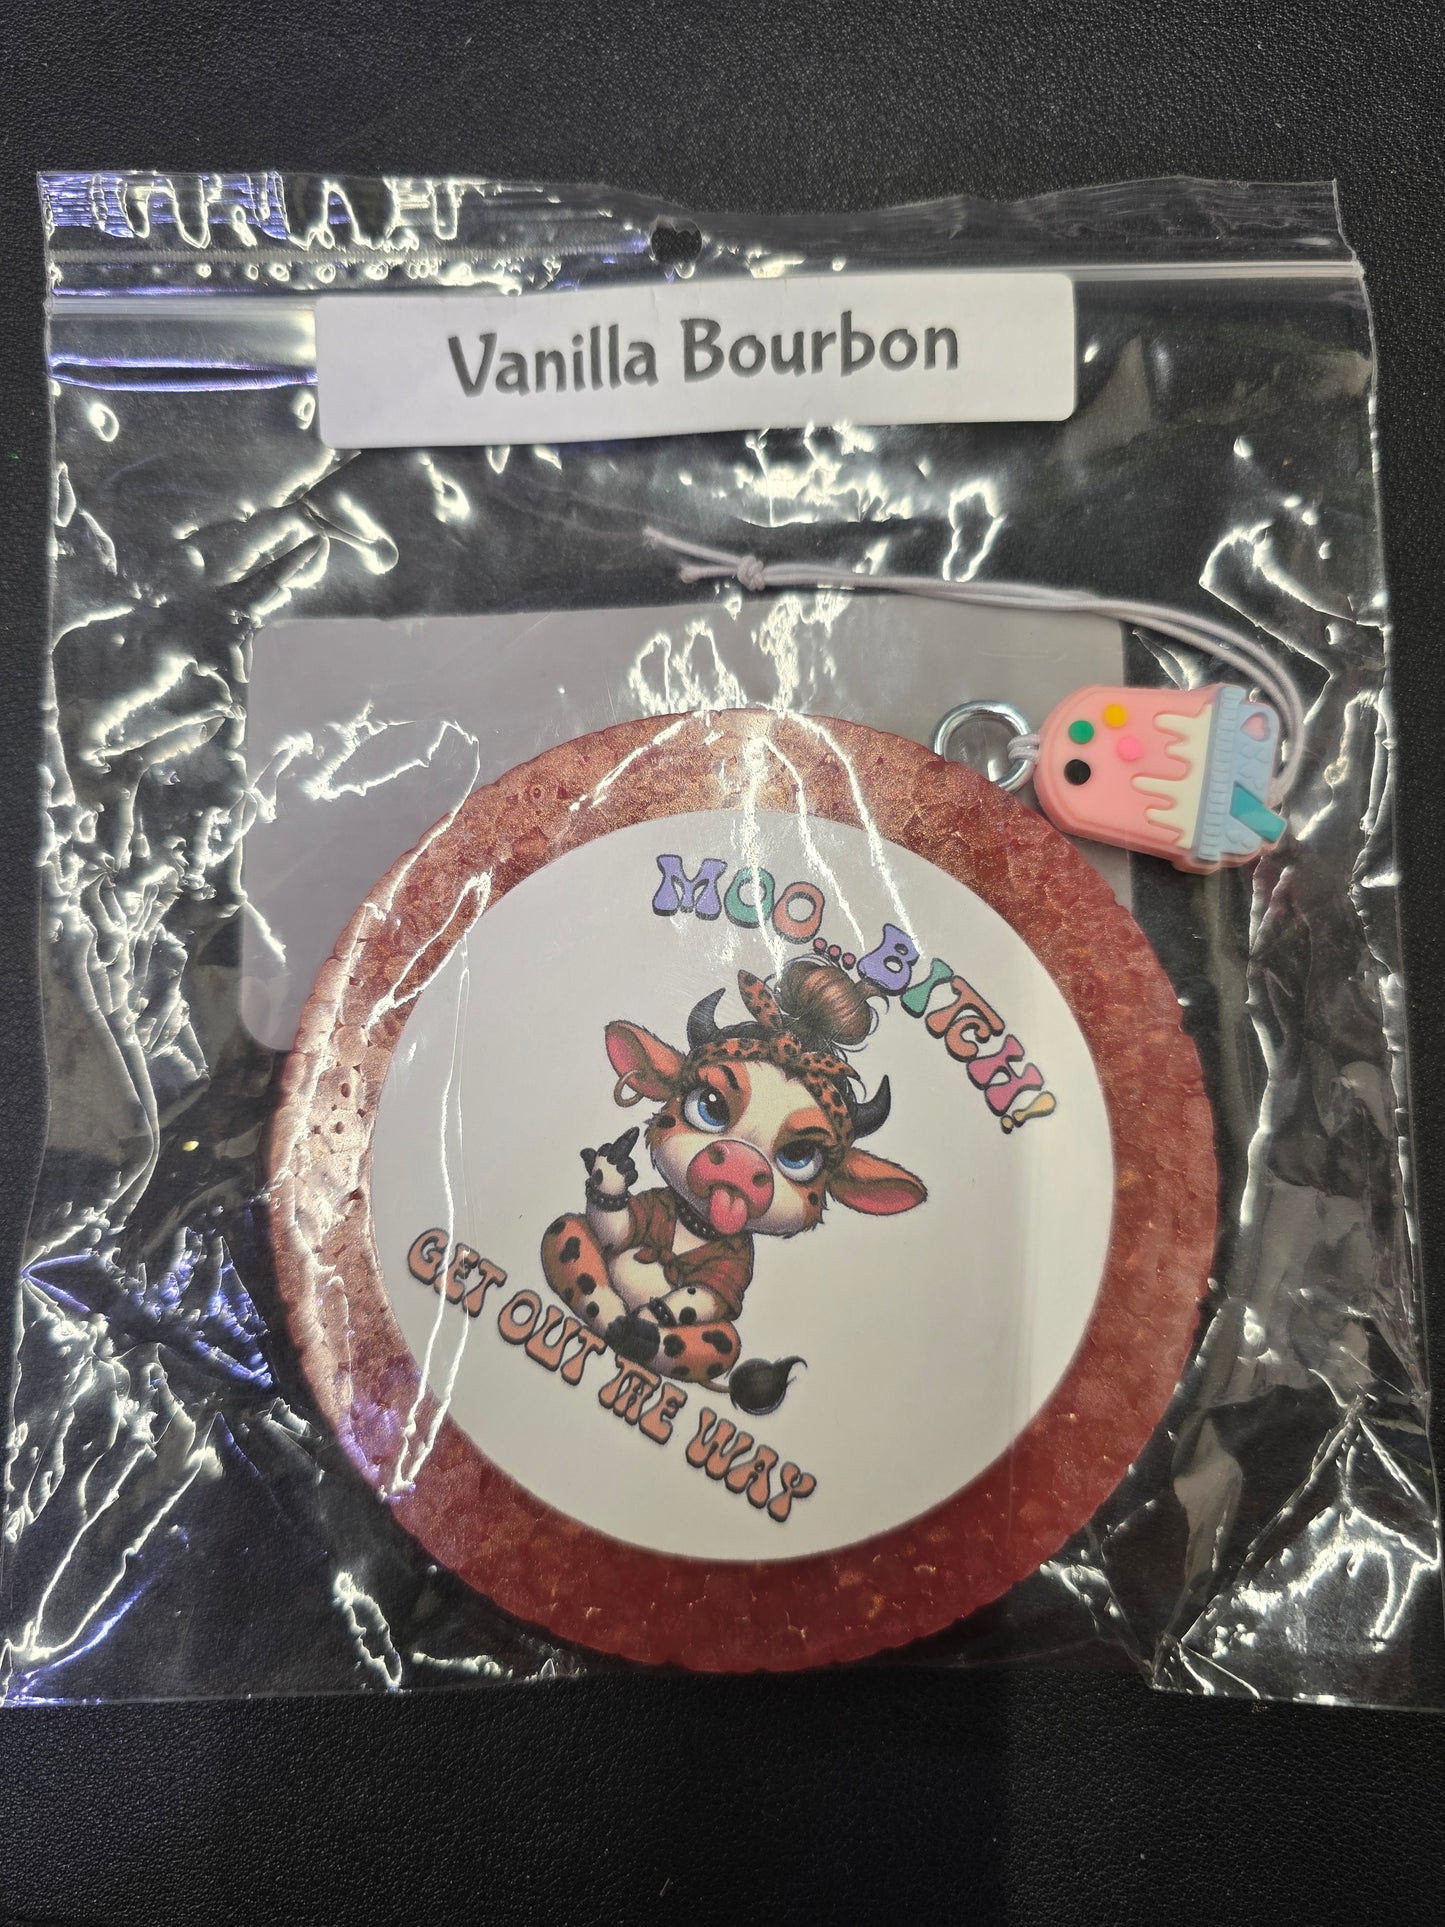 Vanilla Bourbon
MOO...BITCH!
GET OUT THE WAY